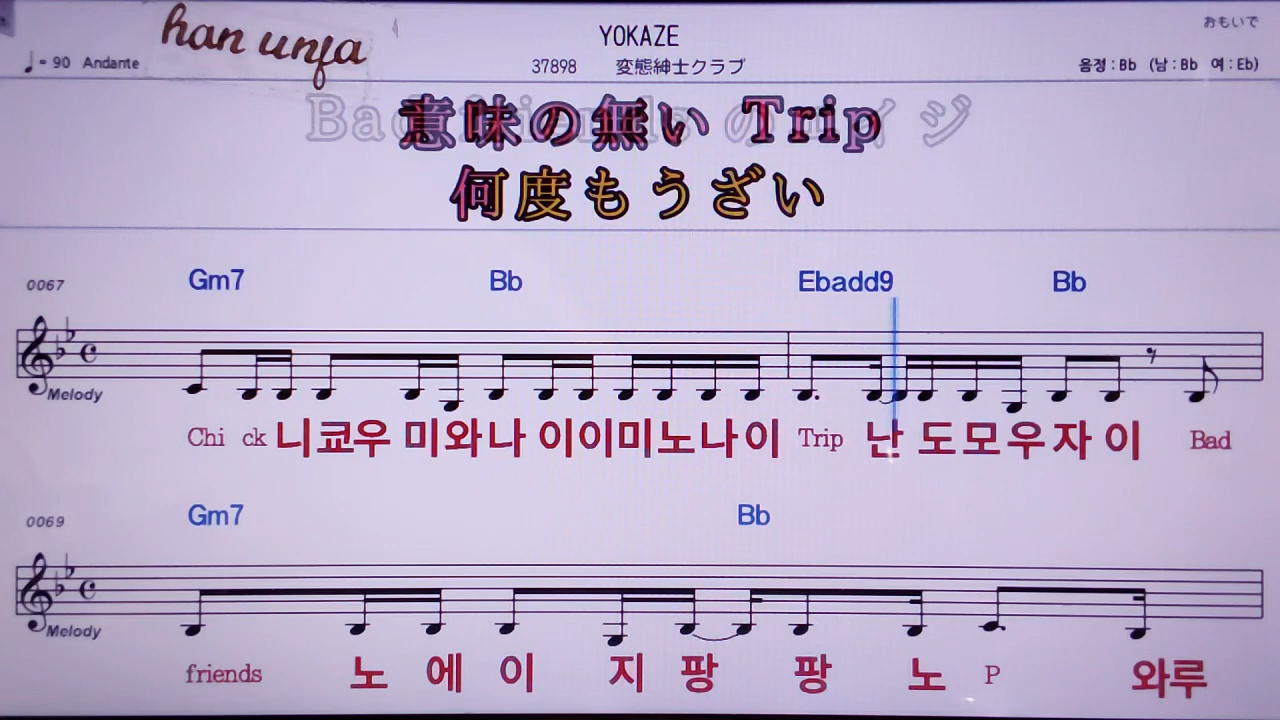 han unja
YOKAZE
おもいで
= 90 Andante
37898 変態紳士クラブ
음정 : Bb (남 : Bb 여 : Eb)
意味の無い Trip
何度もうざい
0067
Gm7 Bb Ebadd9 Bb
Melody
Chi ck 니쿄우 미와나 이이미노나이 Trip 난 도모우자이 Bad
0069
Gm7 Bb
Melody
friends 노 에 이 지 팡 팡 노 P 와루